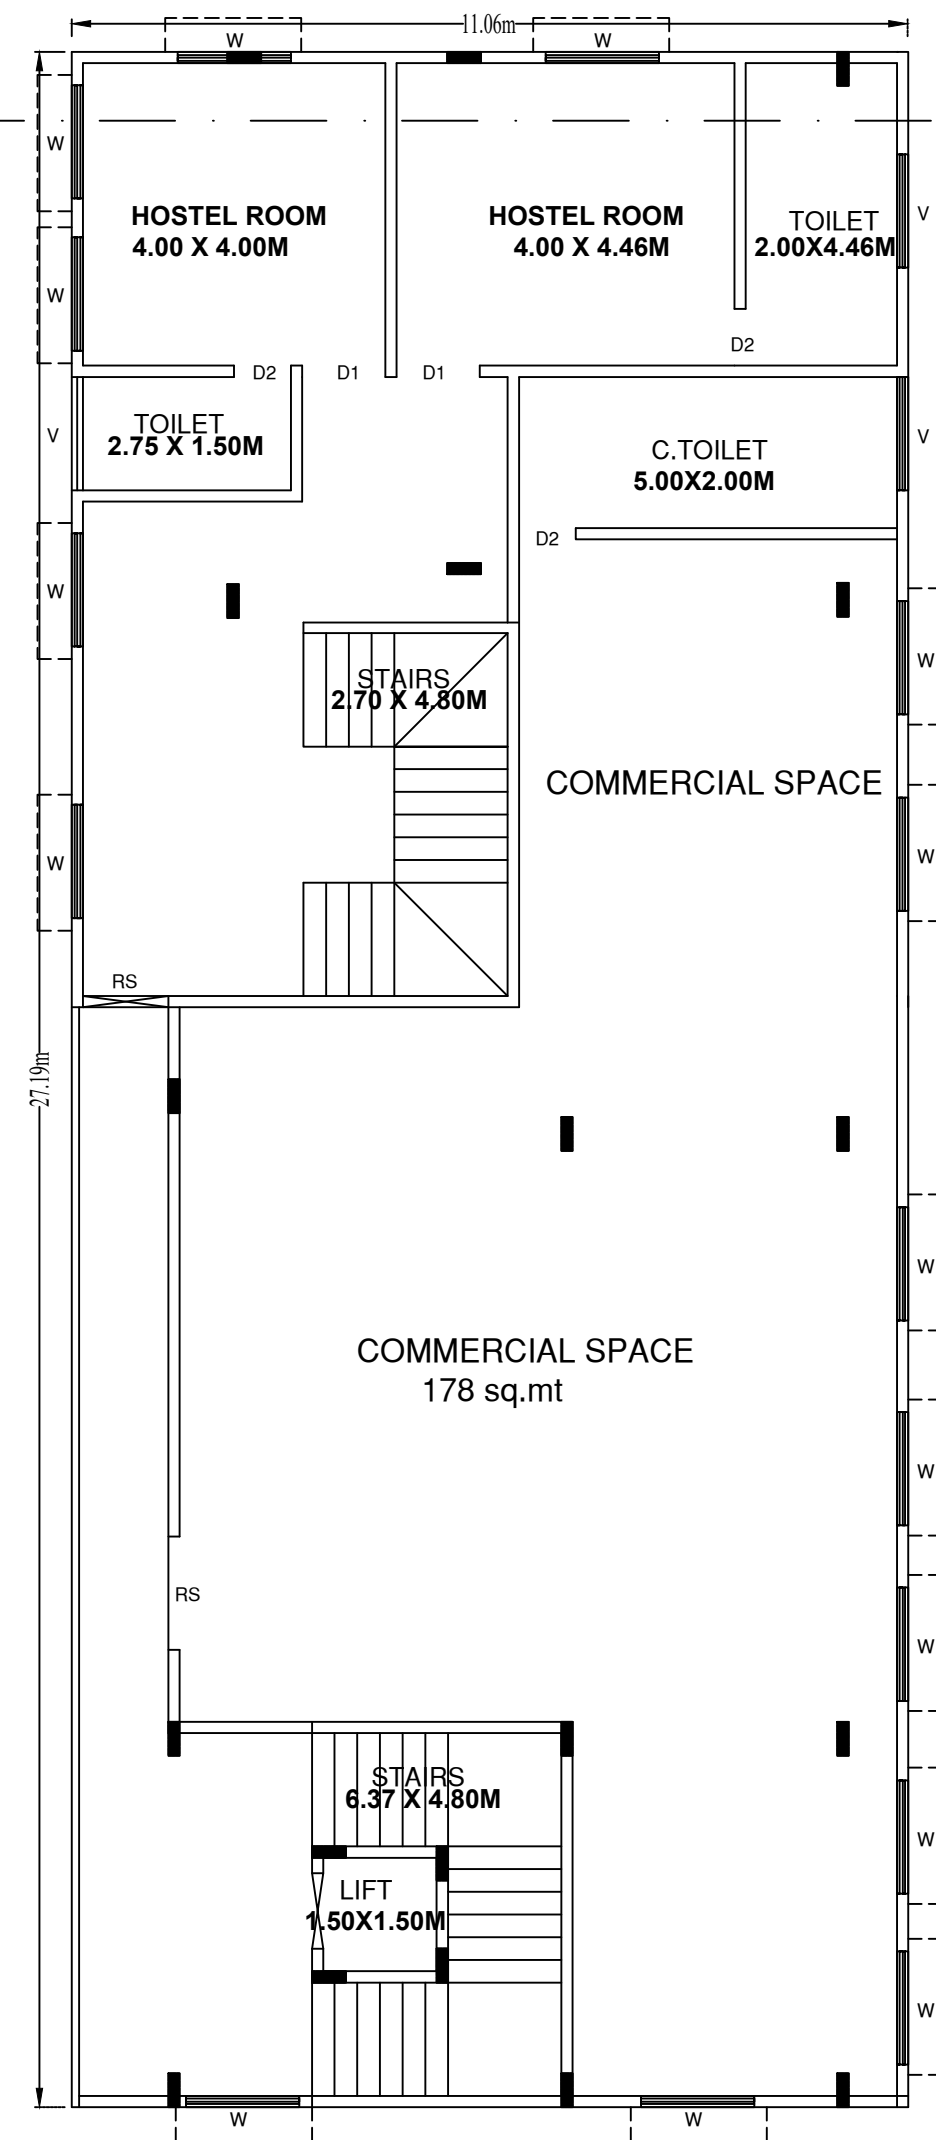 11.06m
W
W
W
HOSTEL ROOM
4.00 X 4.00M
HOSTEL ROOM
4.00 X 4.46M
TOILET
2.00X4.46M
V
W
D2
D2
D1
D1
V
TOILET
2.75 X 1.50M
C.TOILET
5.00X2.00M
V
D2
W
W
STAIRS
2.70 X 4.80M
COMMERCIAL SPACE
W
W
RS
27.19m
W
COMMERCIAL SPACE
178 sq.mt
W
RS
W
STAIRS
6.37 X 4.80M
W
LIFT
1.50X1.50M
W
W
W